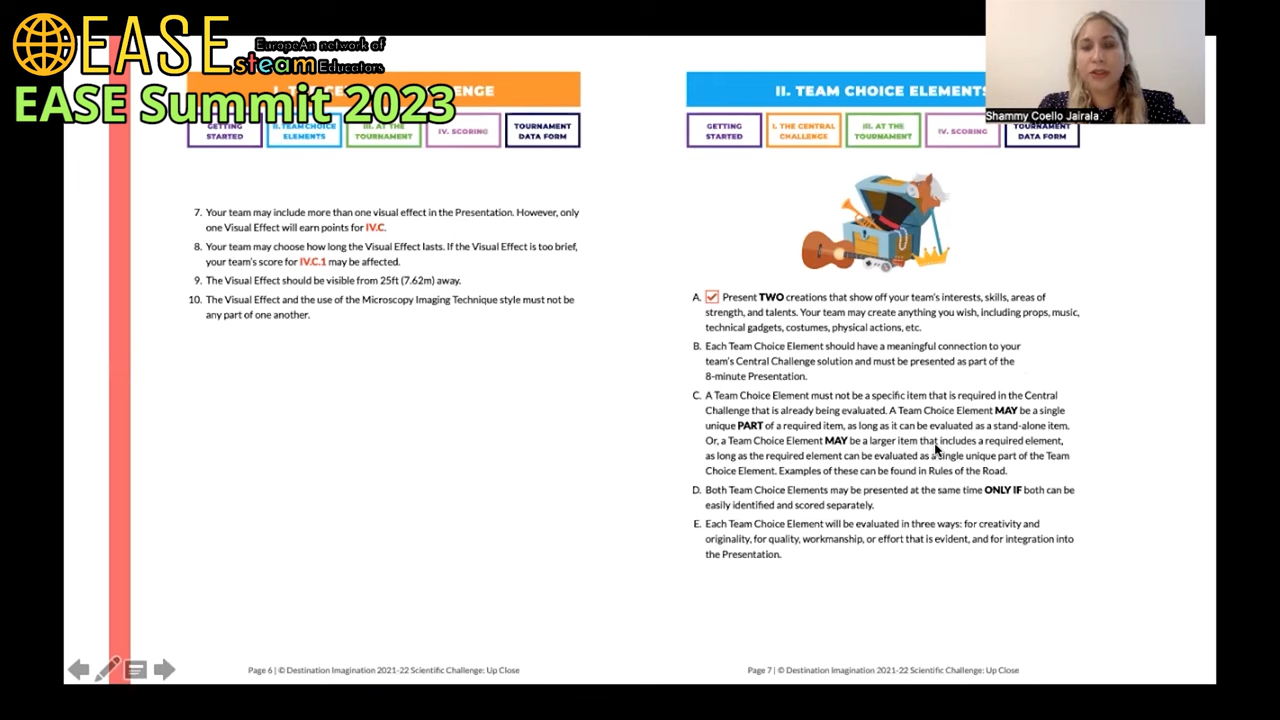 EASE
EuropeAn network of
steam Educators
EASE Summit 2023
GETTING
STARTED
II. TEAM CHOICE
ELEMENTS
III. AT THE
TOURNAMENT
IV. SCORING
TOURNAMENT
DATA FORM
7. Your team may include more than one visual effect in the Presentation. However, only
one Visual Effect will earn points for IV.C.
8. Your team may choose how long the Visual Effect lasts. If the Visual Effect is too brief,
your team's score for IV.C.1 may be affected.
9. The Visual Effect should be visible from 25ft (7.62m) away.
10. The Visual Effect and the use of the Microscopy Imaging Technique style must not be
any part of one another.
Page 6 | © Destination Imagination 2021-22 Scientific Challenge: Up Close
II. TEAM CHOICE ELEMENTS
GETTING
STARTED
I. THE CENTRAL
CHALLENGE
III. AT THE
TOURNAMENT
IV. SCORING
TOURNAMENT
DATA FORM
Shammy Coello Jairala
A. Present TWO creations that show off your team's interests, skills, areas of
strength, and talents. Your team may create anything you wish, including props, music,
technical gadgets, costumes, physical actions, etc.
B. Each Team Choice Element should have a meaningful connection to your
team's Central Challenge solution and must be presented as part of the
8-minute Presentation.
C. A Team Choice Element must not be a specific item that is required in the Central
Challenge that is already being evaluated. A Team Choice Element MAY be a single
unique PART of a required item, as long as it can be evaluated as a stand-alone item.
Or, a Team Choice Element MAY be a larger item that includes a required element,
as long as the required element can be evaluated as a single unique part of the Team
Choice Element. Examples of these can be found in Rules of the Road.
D. Both Team Choice Elements may be presented at the same time ONLY IF both can be
easily identified and scored separately.
E. Each Team Choice Element will be evaluated in three ways: for creativity and
originality, for quality, workmanship, or effort that is evident, and for integration into
the Presentation.
Page 7 | © Destination Imagination 2021-22 Scientific Challenge: Up Close